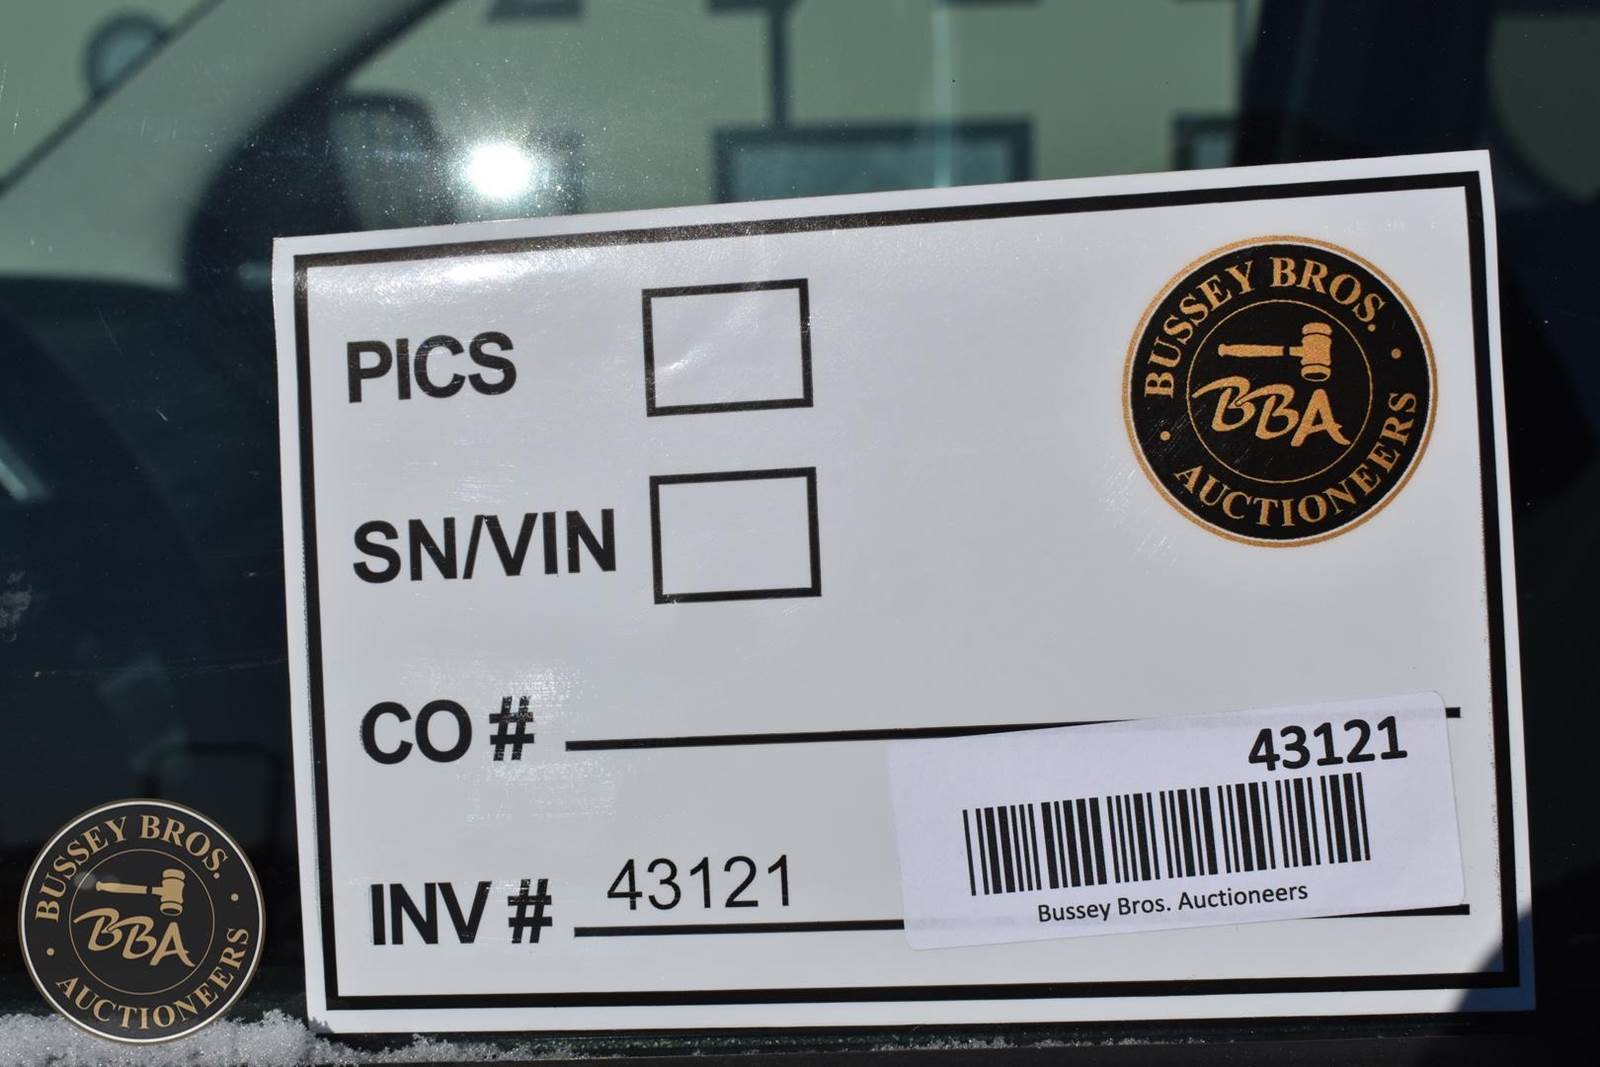 PICS
BUSSEY BROS.
BBA
AUCTIONEERS
SN/VIN
CO #
43121
INV # 43121
Bussey Bros. Auctioneers
BUSSEY BROS.
BBA
AUCTIONEERS